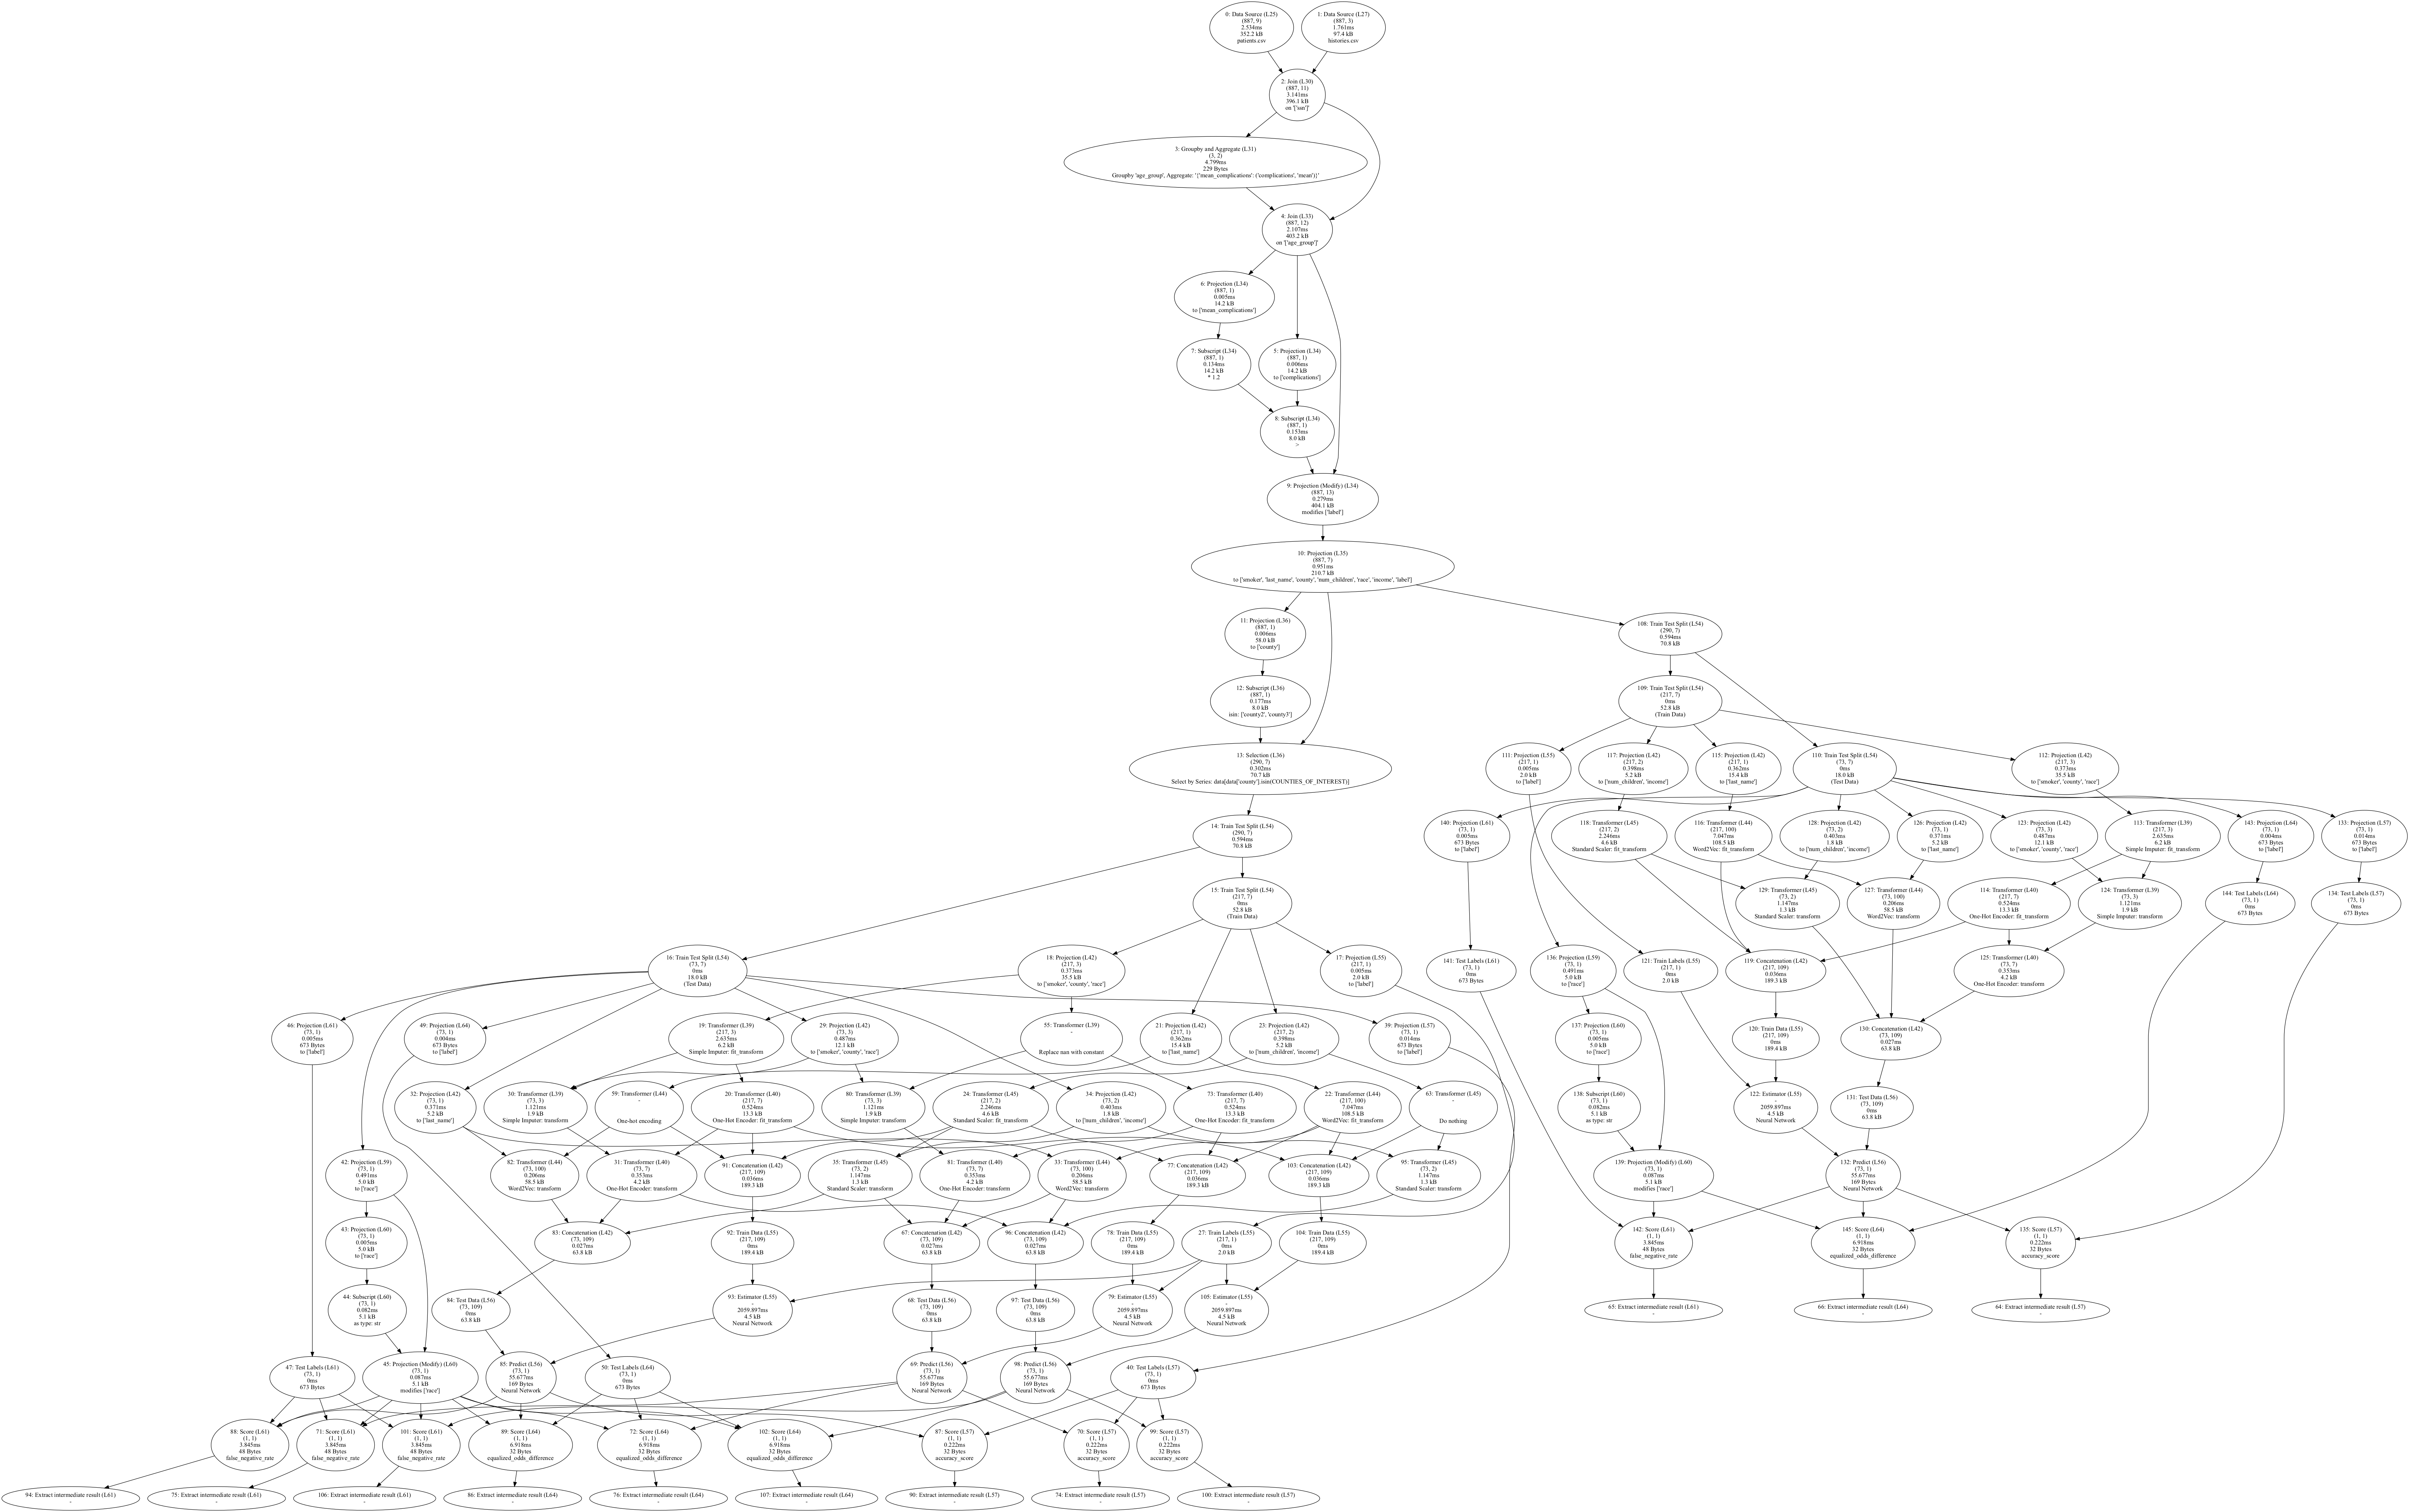 0: Data Source (L25)
(887, 9)
2.534ms
352.2 kB
patients.csv
1: Data Source (L27)
(887, 3)
1.761ms
97.4 kB
histories.csv
2: Join (L30)
(887, 11)
3.141ms
396.1 kB
on '['ssn']'
3: Groupby and Aggregate (L31)
(3, 2)
4.799ms
229 Bytes
Groupby 'age_group', Aggregate: '{'mean_complications': ('complications', 'mean')}'
4: Join (L33)
(887, 12)
2.107ms
403.2 kB
on '['age_group']'
6: Projection (L34)
(887, 1)
0.005ms
14.2 kB
to ['mean_complications']
7: Subscript (L34)
(887, 1)
0.134ms
14.2 kB
* 1.2
5: Projection (L34)
(887, 1)
0.006ms
14.2 kB
to ['complications']
8: Subscript (L34)
(887, 1)
0.153ms
8.0 kB
>
9: Projection (Modify) (L34)
(887, 13)
0.279ms
404.1 kB
modifies ['label']
10: Projection (L35)
(887, 7)
0.951ms
210.7 kB
to ['smoker', 'last_name', 'county', 'num_children', 'race', 'income', 'label']
11: Projection (L36)
(887, 1)
0.006ms
58.0 kB
to ['county']
108: Train Test Split (L54)
(290, 7)
0.594ms
70.8 kB
12: Subscript (L36)
(887, 1)
0.177ms
8.0 kB
isin: ['county2', 'county3']
109: Train Test Split (L54)
(217, 7)
0ms
52.8 kB
(Train Data)
13: Selection (L36)
(290, 7)
0.302ms
70.7 kB
Select by Series: data[data['county'].isin(COUNTIES_OF_INTEREST)]
111: Projection (L55)
(217, 1)
0.005ms
2.0 kB
to ['label']
117: Projection (L42)
(217, 2)
0.398ms
5.2 kB
to ['num_children', 'income']
115: Projection (L42)
(217, 1)
0.362ms
15.4 kB
to ['last_name']
110: Train Test Split (L54)
(73, 7)
0ms
18.0 kB
(Test Data)
112: Projection (L42)
(217, 3)
0.373ms
35.5 kB
to ['smoker', 'county', 'race']
14: Train Test Split (L54)
(290, 7)
0.594ms
70.8 kB
140: Projection (L61)
(73, 1)
0.005ms
673 Bytes
to ['label']
118: Transformer (L45)
(217, 2)
2.246ms
4.6 kB
Standard Scaler: fit_transform
116: Transformer (L44)
(217, 100)
7.047ms
108.5 kB
Word2Vec: fit_transform
128: Projection (L42)
(73, 2)
0.403ms
1.8 kB
to ['num_children', 'income']
126: Projection (L42)
(73, 1)
0.371ms
5.2 kB
to ['last_name']
123: Projection (L42)
(73, 3)
0.487ms
12.1 kB
to ['smoker', 'county', 'race']
113: Transformer (L39)
(217, 3)
2.635ms
6.2 kB
Simple Imputer: fit_transform
143: Projection (L64)
(73, 1)
0.004ms
673 Bytes
to ['label']
133: Projection (L57)
(73, 1)
0.014ms
673 Bytes
to ['label']
15: Train Test Split (L54)
(217, 7)
0ms
52.8 kB
(Train Data)
129: Transformer (L45)
(73, 2)
1.147ms
1.3 kB
Standard Scaler: transform
127: Transformer (L44)
(73, 100)
0.206ms
58.5 kB
Word2Vec: transform
114: Transformer (L40)
(217, 7)
0.524ms
13.3 kB
One-Hot Encoder: fit_transform
124: Transformer (L39)
(73, 3)
1.121ms
1.9 kB
Simple Imputer: transform
144: Test Labels (L64)
(73, 1)
0ms
673 Bytes
134: Test Labels (L57)
(73, 1)
0ms
673 Bytes
16: Train Test Split (L54)
(73, 7)
0ms
18.0 kB
(Test Data)
18: Projection (L42)
(217, 3)
0.373ms
35.5 kB
to ['smoker', 'county', 'race']
17: Projection (L55)
(217, 1)
0.005ms
2.0 kB
to ['label']
141: Test Labels (L61)
(73, 1)
0ms
673 Bytes
136: Projection (L59)
(73, 1)
0.491ms
5.0 kB
to ['race']
121: Train Labels (L55)
(217, 1)
0ms
2.0 kB
119: Concatenation (L42)
(217, 109)
0.036ms
189.3 kB
125: Transformer (L40)
(73, 7)
0.353ms
4.2 kB
One-Hot Encoder: transform
46: Projection (L61)
(73, 1)
0.005ms
673 Bytes
to ['label']
49: Projection (L64)
(73, 1)
0.004ms
673 Bytes
to ['label']
19: Transformer (L39)
(217, 3)
2.635ms
6.2 kB
Simple Imputer: fit_transform
29: Projection (L42)
(73, 3)
0.487ms
12.1 kB
to ['smoker', 'county', 'race']
55: Transformer (L39)
-
Replace nan with constant
21: Projection (L42)
(217, 1)
0.362ms
15.4 kB
to ['last_name']
23: Projection (L42)
(217, 2)
0.398ms
5.2 kB
to ['num_children', 'income']
39: Projection (L57)
(73, 1)
0.014ms
673 Bytes
to ['label']
137: Projection (L60)
(73, 1)
0.005ms
5.0 kB
to ['race']
120: Train Data (L55)
(217, 109)
0ms
189.4 kB
130: Concatenation (L42)
(73, 109)
0.027ms
63.8 kB
32: Projection (L42)
(73, 1)
0.371ms
5.2 kB
to ['last_name']
30: Transformer (L39)
(73, 3)
1.121ms
1.9 kB
Simple Imputer: transform
59: Transformer (L44)
-
One-hot encoding
20: Transformer (L40)
(217, 7)
0.524ms
13.3 kB
One-Hot Encoder: fit_transform
80: Transformer (L39)
(73, 3)
1.121ms
1.9 kB
Simple Imputer: transform
24: Transformer (L45)
(217, 2)
2.246ms
4.6 kB
Standard Scaler: fit_transform
34: Projection (L42)
(73, 2)
0.403ms
1.8 kB
to ['num_children', 'income']
73: Transformer (L40)
(217, 7)
0.524ms
13.3 kB
One-Hot Encoder: fit_transform
22: Transformer (L44)
(217, 100)
7.047ms
108.5 kB
Word2Vec: fit_transform
63: Transformer (L45)
-
Do nothing
138: Subscript (L60)
(73, 1)
0.082ms
5.1 kB
as type: str
122: Estimator (L55)
-
2059.897ms
4.5 kB
Neural Network
131: Test Data (L56)
(73, 109)
0ms
63.8 kB
42: Projection (L59)
(73, 1)
0.491ms
5.0 kB
to ['race']
82: Transformer (L44)
(73, 100)
0.206ms
58.5 kB
Word2Vec: transform
31: Transformer (L40)
(73, 7)
0.353ms
4.2 kB
One-Hot Encoder: transform
91: Concatenation (L42)
(217, 109)
0.036ms
189.3 kB
35: Transformer (L45)
(73, 2)
1.147ms
1.3 kB
Standard Scaler: transform
81: Transformer (L40)
(73, 7)
0.353ms
4.2 kB
One-Hot Encoder: transform
33: Transformer (L44)
(73, 100)
0.206ms
58.5 kB
Word2Vec: transform
77: Concatenation (L42)
(217, 109)
0.036ms
189.3 kB
103: Concatenation (L42)
(217, 109)
0.036ms
189.3 kB
95: Transformer (L45)
(73, 2)
1.147ms
1.3 kB
Standard Scaler: transform
139: Projection (Modify) (L60)
(73, 1)
0.087ms
5.1 kB
modifies ['race']
132: Predict (L56)
(73, 1)
55.677ms
169 Bytes
Neural Network
43: Projection (L60)
(73, 1)
0.005ms
5.0 kB
to ['race']
83: Concatenation (L42)
(73, 109)
0.027ms
63.8 kB
92: Train Data (L55)
(217, 109)
0ms
189.4 kB
67: Concatenation (L42)
(73, 109)
0.027ms
63.8 kB
96: Concatenation (L42)
(73, 109)
0.027ms
63.8 kB
78: Train Data (L55)
(217, 109)
0ms
189.4 kB
27: Train Labels (L55)
(217, 1)
0ms
2.0 kB
104: Train Data (L55)
(217, 109)
0ms
189.4 kB
142: Score (L61)
(1, 1)
3.845ms
48 Bytes
false_negative_rate
145: Score (L64)
(1, 1)
6.918ms
32 Bytes
equalized_odds_difference
135: Score (L57)
(1, 1)
0.222ms
32 Bytes
accuracy_score
44: Subscript (L60)
(73, 1)
0.082ms
5.1 kB
as type: str
84: Test Data (L56)
(73, 109)
0ms
63.8 kB
93: Estimator (L55)
-
2059.897ms
4.5 kB
Neural Network
68: Test Data (L56)
(73, 109)
0ms
63.8 kB
97: Test Data (L56)
(73, 109)
0ms
63.8 kB
79: Estimator (L55)
-
2059.897ms
4.5 kB
Neural Network
105: Estimator (L55)
-
2059.897ms
4.5 kB
Neural Network
65: Extract intermediate result (L61)
-
66: Extract intermediate result (L64)
-
64: Extract intermediate result (L57)
-
47: Test Labels (L61)
(73, 1)
0ms
673 Bytes
45: Projection (Modify) (L60)
(73, 1)
0.087ms
5.1 kB
modifies ['race']
85: Predict (L56)
(73, 1)
55.677ms
169 Bytes
Neural Network
50: Test Labels (L64)
(73, 1)
0ms
673 Bytes
69: Predict (L56)
(73, 1)
55.677ms
169 Bytes
Neural Network
98: Predict (L56)
(73, 1)
55.677ms
169 Bytes
Neural Network
40: Test Labels (L57)
(73, 1)
0ms
673 Bytes
88: Score (L61)
(1, 1)
3.845ms
48 Bytes
false_negative_rate
71: Score (L61)
(1, 1)
3.845ms
48 Bytes
false_negative_rate
101: Score (L61)
(1, 1)
3.845ms
48 Bytes
false_negative_rate
89: Score (L64)
(1, 1)
6.918ms
32 Bytes
equalized_odds_difference
72: Score (L64)
(1, 1)
6.918ms
32 Bytes
equalized_odds_difference
102: Score (L64)
(1, 1)
6.918ms
32 Bytes
equalized_odds_difference
87: Score (L57)
(1, 1)
0.222ms
32 Bytes
accuracy_score
70: Score (L57)
(1, 1)
0.222ms
32 Bytes
accuracy_score
99: Score (L57)
(1, 1)
0.222ms
32 Bytes
accuracy_score
94: Extract intermediate result (L61)
-
75: Extract intermediate result (L61)
-
106: Extract intermediate result (L61)
-
86: Extract intermediate result (L64)
-
76: Extract intermediate result (L64)
-
107: Extract intermediate result (L64)
-
90: Extract intermediate result (L57)
-
74: Extract intermediate result (L57)
-
100: Extract intermediate result (L57)
-